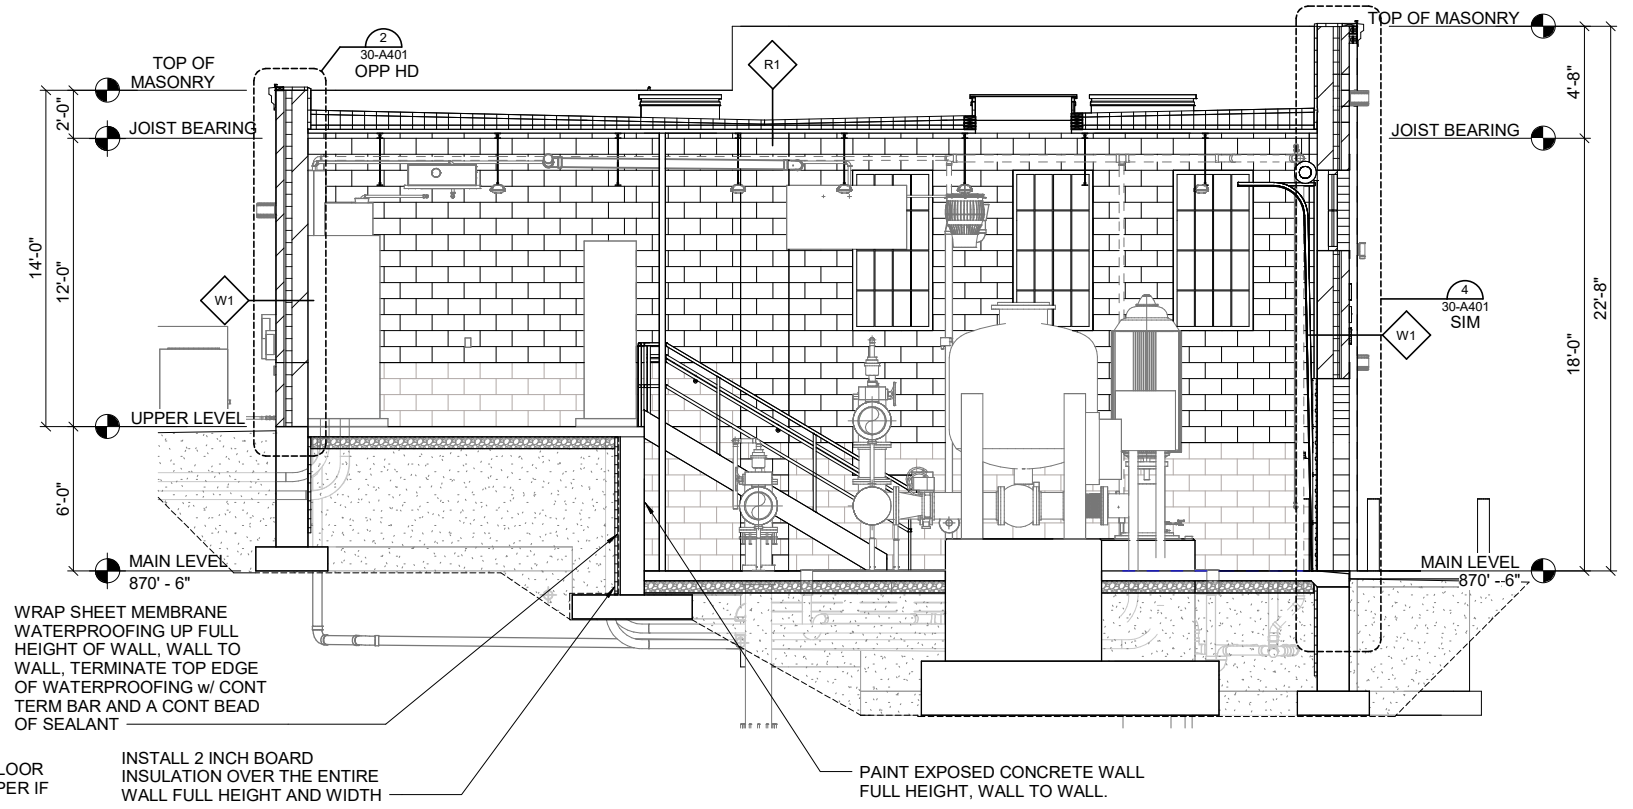 TOP OF MASONRY
2
30-A401
OPP HD
TOP OF
MASONRY
R1
4'-8"
2'-0"
JOIST BEARING
JOIST BEARING
14'-0"
12'-0"
22'-8"
W1
4
30-A401
SIM
W1
18'-0"
UPPER LEVEL
6'-0"
MAIN LEVEL
870' - 6"
MAIN LEVEL
870' - 6"
WRAP SHEET MEMBRANE
WATERPROOFING UP FULL
HEIGHT OF WALL, WALL TO
WALL, TERMINATE TOP EDGE
OF WATERPROOFING w/ CONT
TERM BAR AND A CONT BEAD
OF SEALANT
LOOR
PER IF
INSTALL 2 INCH BOARD
INSULATION OVER THE ENTIRE
WALL FULL HEIGHT AND WIDTH
PAINT EXPOSED CONCRETE WALL
FULL HEIGHT, WALL TO WALL.